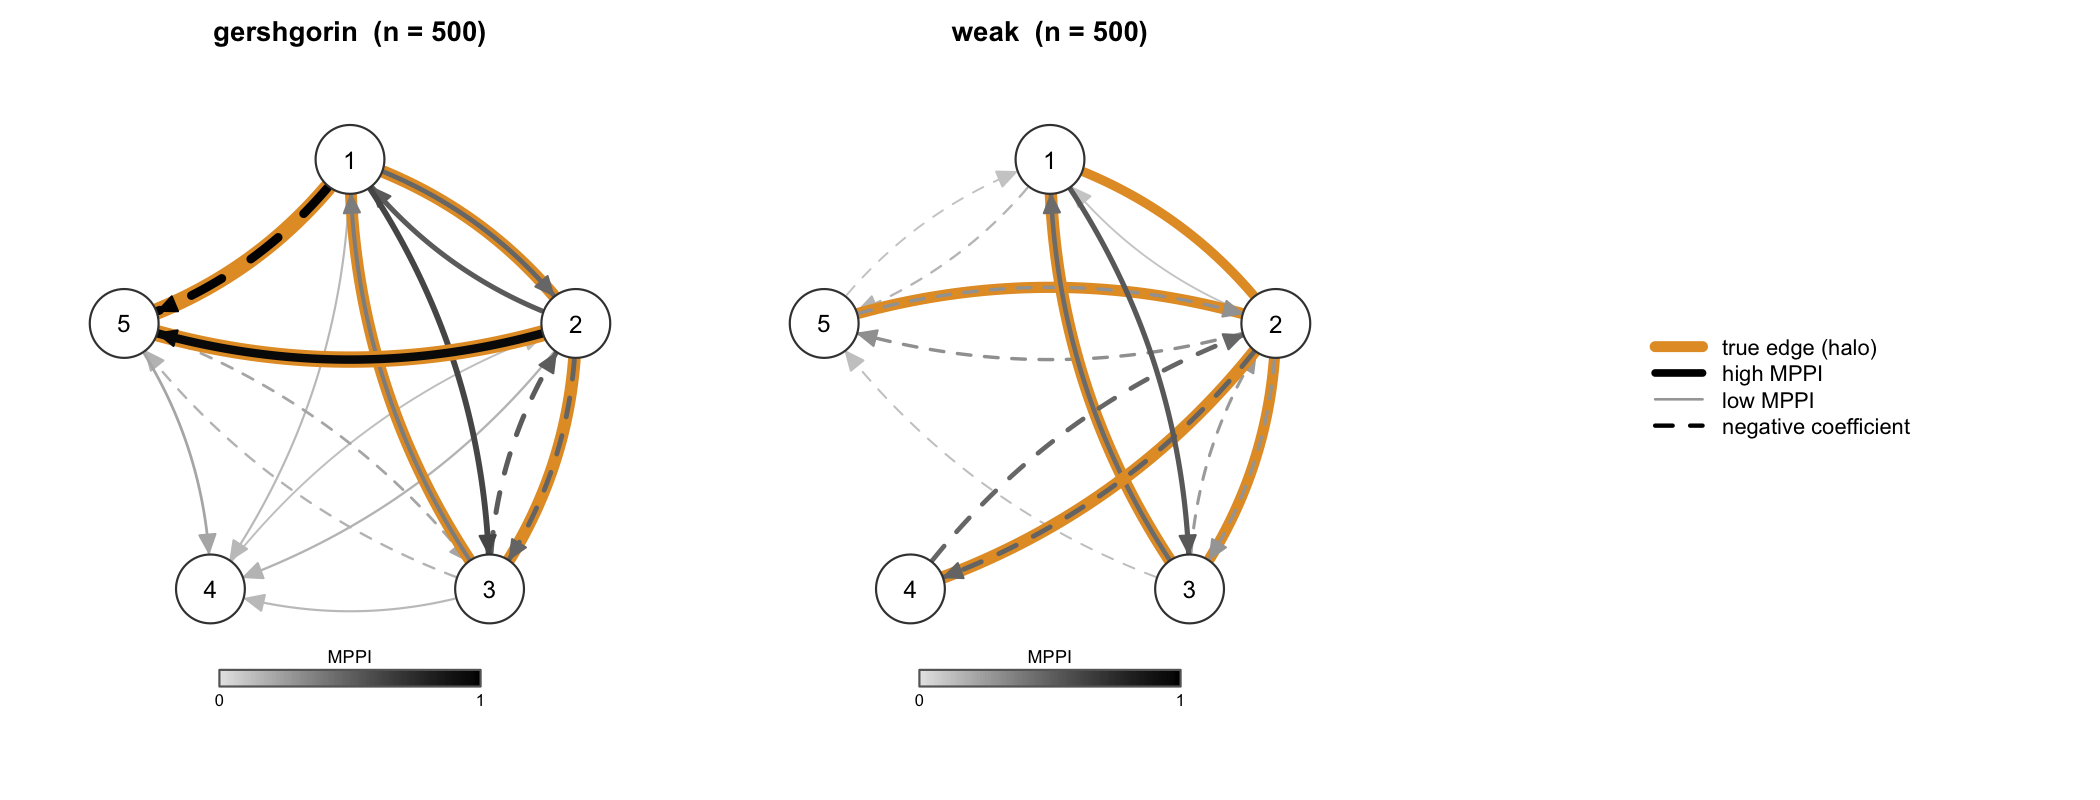 gershgorin (n = 500)
1
5
2
4
3
MPPI
0 1
weak (n = 500)
1
5
2
4
3
MPPI
0 1
true edge (halo)
high MPPI
low MPPI
negative coefficient